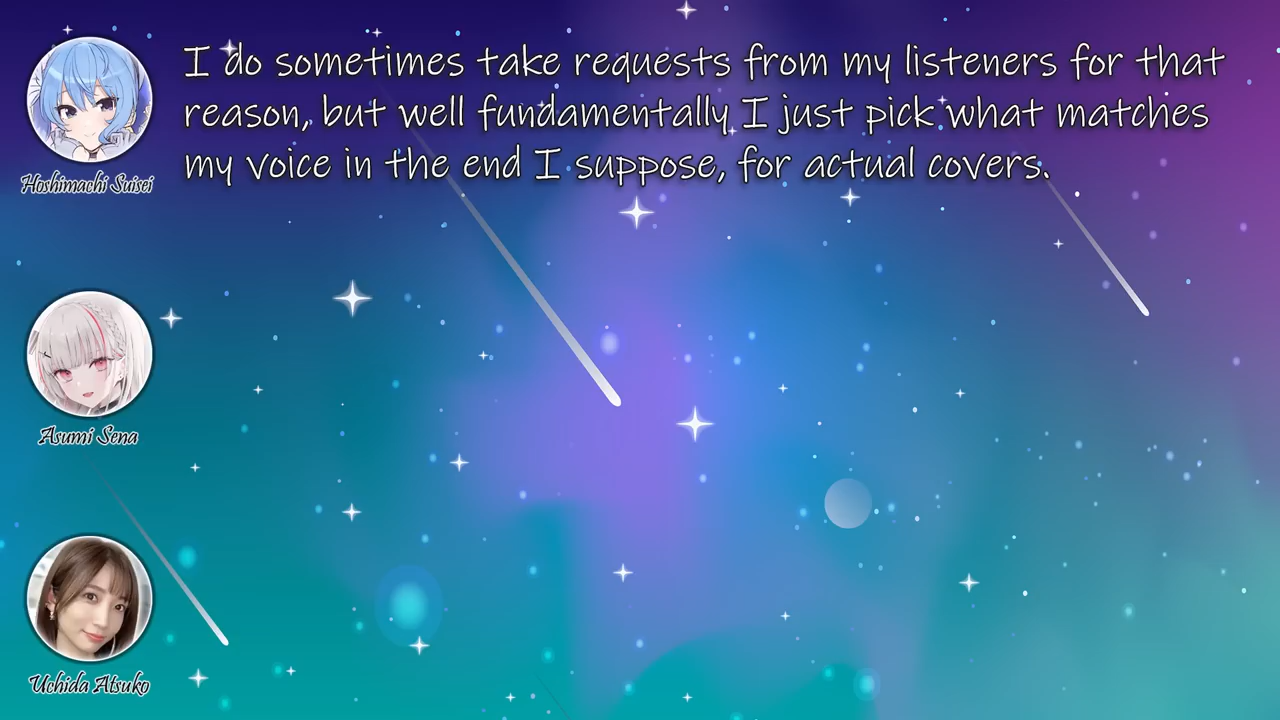 I do sometimes take requests from my listeners for that
reason, but well fundamentally I just pick what matches
my voice in the end I suppose, for actual covers.
Hoshimachi Suisei
Asumi Sena
Uchida Atsuko